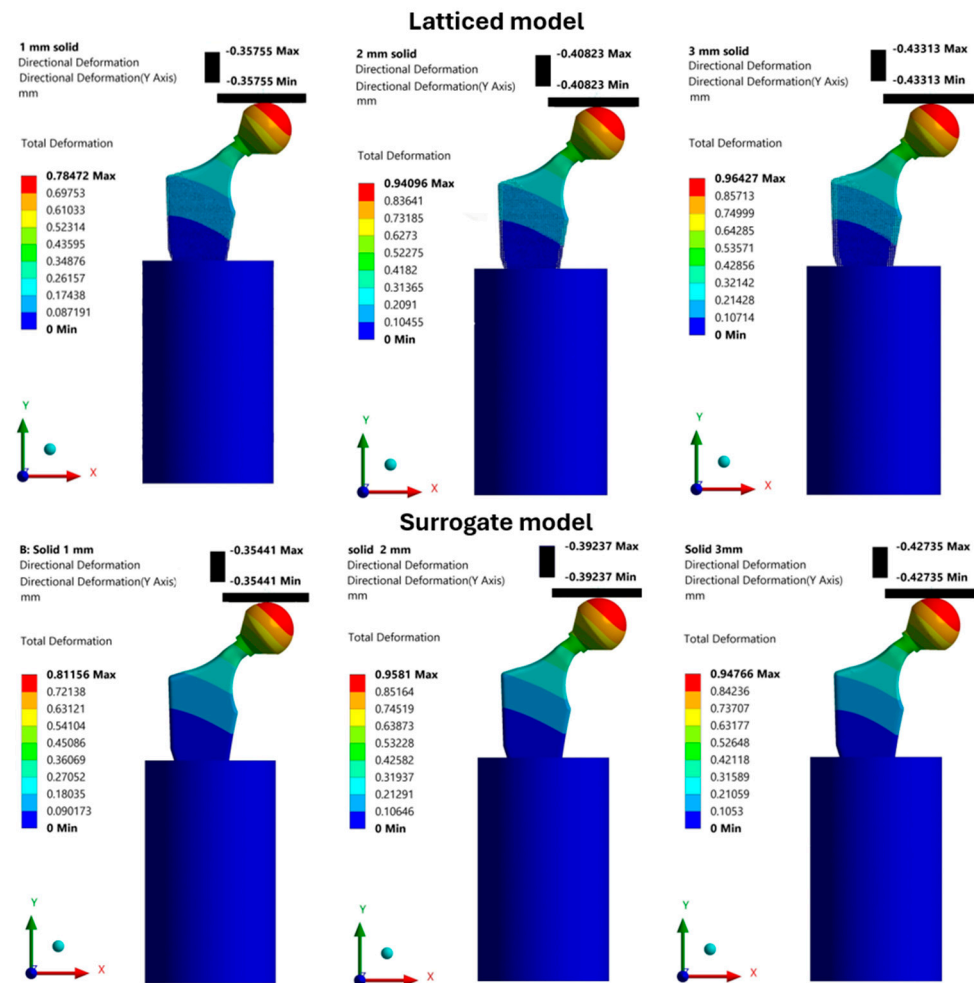 Latticed model
1 mm solid
Directional Deformation
Directional Deformation(Y Axis)
mm
-0.35755 Max
-0.35755 Min
Total Deformation
0.78472 Max
0.69753
0.61033
0.52314
0.43595
0.34876
0.26157
0.17438
0.087191
0 Min
Y
X
2 mm solid
Directional Deformation
Directional Deformation(Y Axis)
mm
-0.40823 Max
-0.40823 Min
Total Deformation
0.94096 Max
0.83641
0.73185
0.6273
0.52275
0.4182
0.31365
0.2091
0.10455
0 Min
Y
X
3 mm solid
Directional Deformation
Directional Deformation(Y Axis)
mm
-0.43313 Max
-0.43313 Min
Total Deformation
0.96427 Max
0.85713
0.74999
0.64285
0.53571
0.42856
0.32142
0.21428
0.10714
0 Min
Y
X
Surrogate model
B: Solid 1 mm
Directional Deformation
Directional Deformation(Y Axis)
mm
-0.35441 Max
-0.35441 Min
Total Deformation
0.81156 Max
0.72138
0.63121
0.54104
0.45086
0.36069
0.27052
0.18035
0.090173
0 Min
Y
X
solid  2 mm
Directional Deformation
Directional Deformation(Y Axis)
mm
-0.39237 Max
-0.39237 Min
Total Deformation
0.9581 Max
0.85164
0.74519
0.63873
0.53228
0.42582
0.31937
0.21291
0.10646
0 Min
Y
X
Solid 3mm
Directional Deformation
Directional Deformation(Y Axis)
mm
-0.42735 Max
-0.42735 Min
Total Deformation
0.94766 Max
0.84236
0.73707
0.63177
0.52648
0.42118
0.31589
0.21059
0.1053
0 Min
Y
X